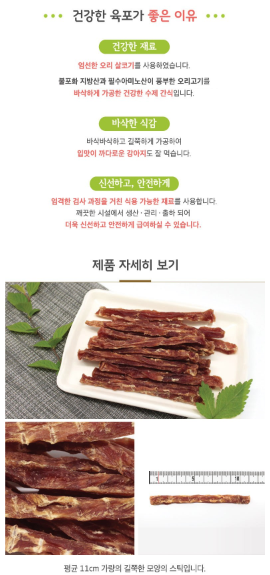 건강한 육포가 좋은 이유
건강한 재료
엄선한 오리 살코기를 사용하였습니다.
불포화 지방산과 필수아미노산이 풍부한 오리고기를
바삭하게 가공한 건강한 수제 간식입니다.
바삭한 식감
바삭바삭하고 길쭉하게 가공하여
입맛이 까다로운 강아지도 잘 먹습니다.
신선하고, 안전하게
엄격한 검사 과정을 거친 식용 가능한 재료를 사용합니다.
깨끗한 시설에서 생산 · 관리 · 출하 되어
더욱 신선하고 안전하게 급여하실 수 있습니다.
제품 자세히 보기
1 5 10
평균 11cm 가량의 길쭉한 모양의 스틱입니다.